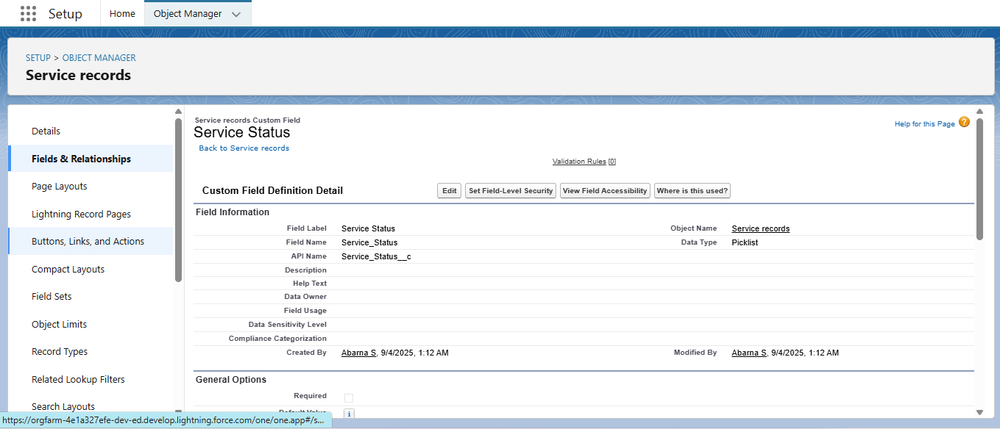 Setup Home Object Manager
SETUP > OBJECT MANAGER
Service records
Details
Fields & Relationships
Page Layouts
Lightning Record Pages
Buttons, Links, and Actions
Compact Layouts
Field Sets
Object Limits
Record Types
Related Lookup Filters
Search Layouts
Service records Custom Field
Service Status
Back to Service records
Help for this Page ?
Validation Rules [0]
Custom Field Definition Detail Edit Set Field-Level Security View Field Accessibility Where is this used?
Field Information
Field Label Service Status Object Name Service records
Field Name Service_Status Data Type Picklist
API Name Service_Status__c
Description
Help Text
Data Owner
Field Usage
Data Sensitivity Level
Compliance Categorization
Created By Abarna S, 9/4/2025, 1:12 AM Modified By Abarna S, 9/4/2025, 1:12 AM
General Options
Required
Default Value i
https://orgfarm-4e1a327efe-dev-ed.develop.lightning.force.com/one/one.app#/s...